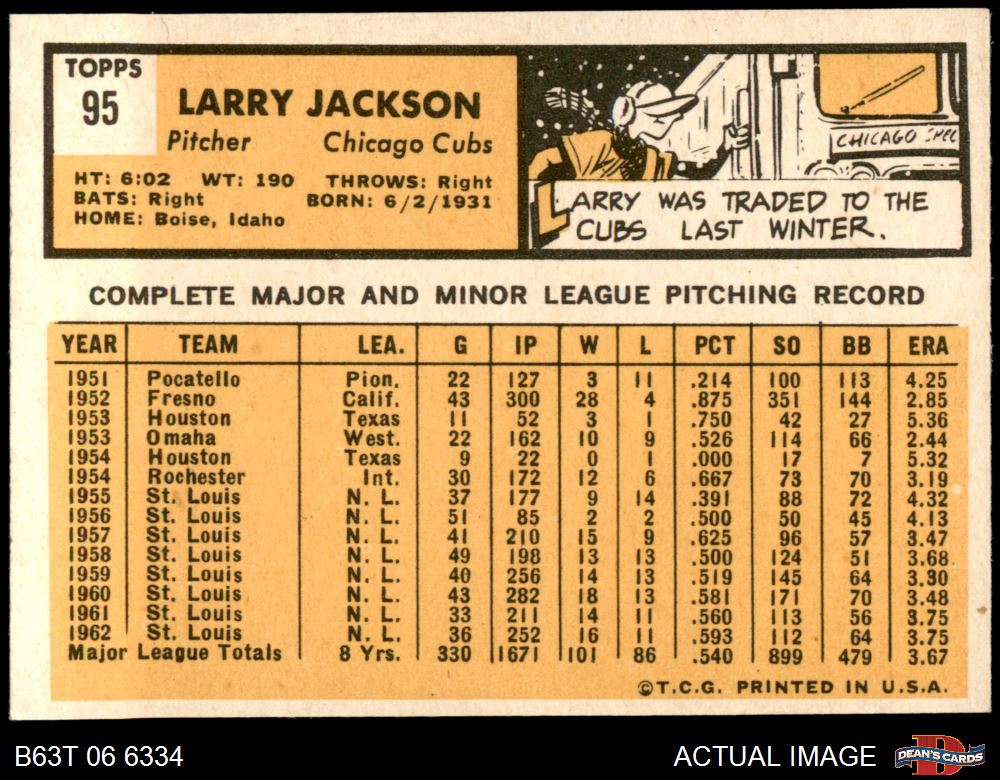 TOPPS
95
LARRY JACKSON
Pitcher Chicago Cubs
HT: 6:02 WT: 190 THROWS: Right
BATS: Right BORN: 6/2/1931
HOME: Boise, Idaho
CHICAGO
LARRY WAS TRADED TO THE
CUBS LAST WINTER.
COMPLETE MAJOR AND MINOR LEAGUE PITCHING RECORD
YEAR TEAM LEA. G IP W L PCT SO BB ERA
1951 Pocatello Pion. 22 127 3 11 .214 100 113 4.25
1952 Fresno Calif. 43 300 28 4 .875 351 144 2.85
1953 Houston Texas 11 52 3 1 .750 42 27 5.36
1953 Omaha West. 22 162 10 9 .526 114 66 2.44
1954 Houston Texas 9 22 0 1 .000 17 7 5.32
1954 Rochester Int. 30 172 12 6 .667 73 70 3.19
1955 St. Louis N. L. 37 177 9 14 .391 88 72 4.32
1956 St. Louis N. L. 51 85 2 2 .500 50 45 4.13
1957 St. Louis N. L. 41 210 15 9 .625 96 57 3.47
1958 St. Louis N. L. 49 198 13 13 .500 124 51 3.68
1959 St. Louis N. L. 40 256 14 13 .519 145 64 3.30
1960 St. Louis N. L. 43 282 18 13 .581 171 70 3.48
1961 St. Louis N. L. 33 211 14 11 .560 113 56 3.75
1962 St. Louis N. L. 36 252 16 11 .593 112 64 3.75
Major League Totals 8 Yrs. 330 1671 101 86 .540 899 479 3.67
©T.C.G. PRINTED IN U.S.A.
B63T 06 6334 ACTUAL IMAGE DEAN'S CARDS